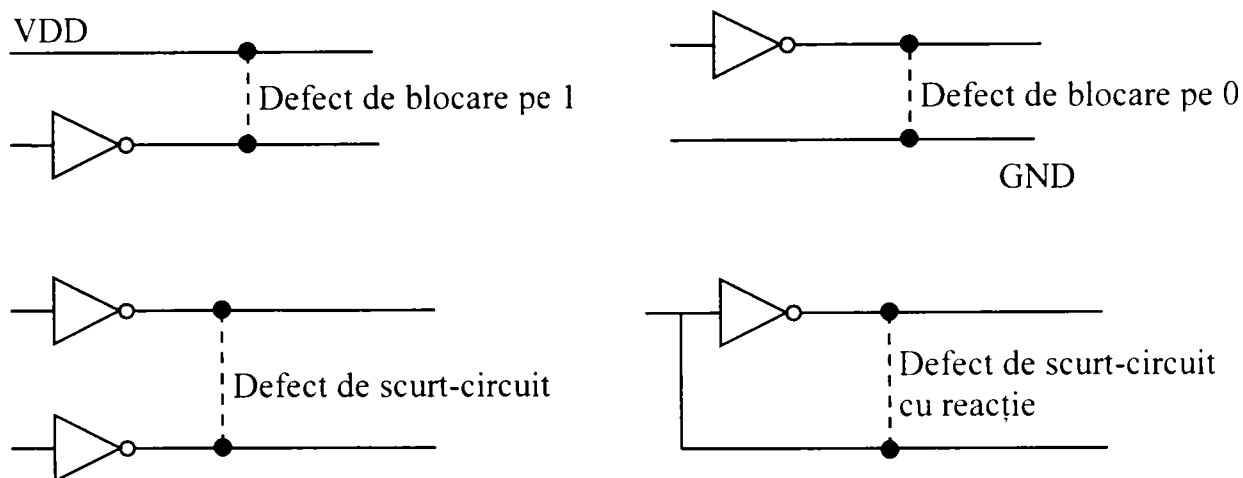 VDD
Defect de blocare pe 1
Defect de blocare pe 0
GND
Defect de scurt-circuit
Defect de scurt-circuit
cu reacție